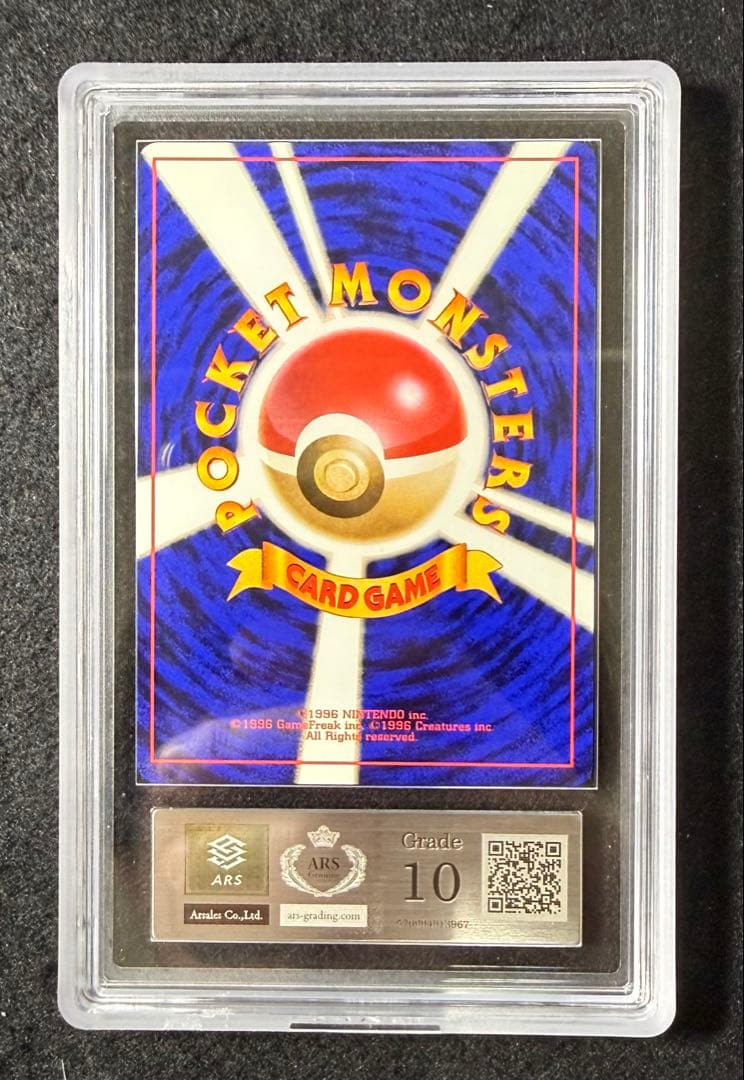 POCKET MONSTERS
CARD GAME
©1996 NINTENDO inc.
©1996 GameFreak inc. ©1996 Creatures inc.
All Rights reserved.
ARS
Arsales Co.,Ltd.
ARS
Genuine
ars-grading.com
Grade
10